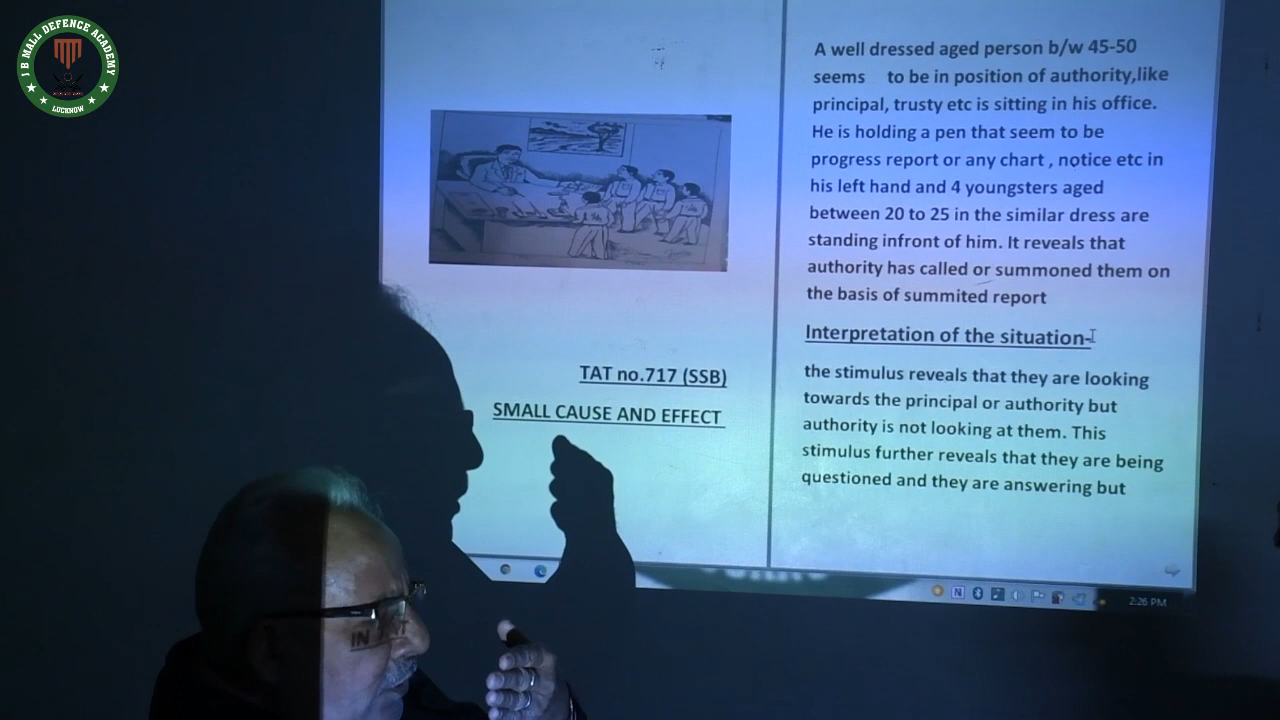 J B MALL DEFENCE ACADEMY
LUCKNOW
TAT no.717 (SSB)
SMALL CAUSE AND EFFECT
A well dressed aged person b/w 45-50
seems to be in position of authority,like
principal, trusty etc is sitting in his office.
He is holding a pen that seem to be
progress report or any chart , notice etc in
his left hand and 4 youngsters aged
between 20 to 25 in the similar dress are
standing infront of him. It reveals that
authority has called or summoned them on
the basis of summited report
Interpretation of the situation-
the stimulus reveals that they are looking
towards the principal or authority but
authority is not looking at them. This
stimulus further reveals that they are being
questioned and they are answering but
2:26 PM
N
IN